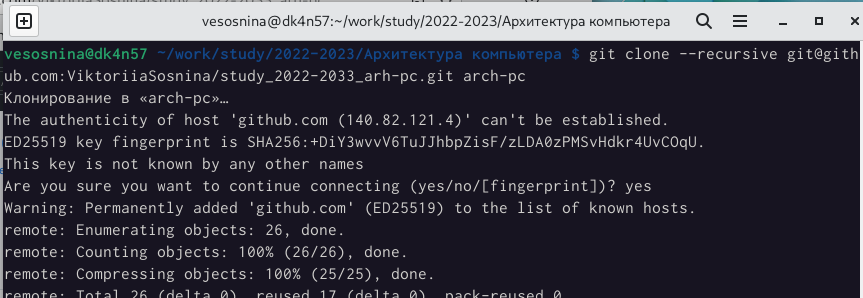 vesosnina@dk4n57:~/work/study/2022-2023/Архитектура компьютера
vesosnina@dk4n57 ~/work/study/2022-2023/Архитектура компьютера $ git clone --recursive git@gith
ub.com:ViktoriiaSosnina/study_2022-2033_arh-pc.git arch-pc
Клонирование в «arch-pc»…
The authenticity of host 'github.com (140.82.121.4)' can't be established.
ED25519 key fingerprint is SHA256:+DiY3wvvV6TuJJhbpZisF/zLDA0zPMSvHdkr4UvCOqU.
This key is not known by any other names
Are you sure you want to continue connecting (yes/no/[fingerprint])? yes
Warning: Permanently added 'github.com' (ED25519) to the list of known hosts.
remote: Enumerating objects: 26, done.
remote: Counting objects: 100% (26/26), done.
remote: Compressing objects: 100% (25/25), done.
remote: Total 26 (delta 0), reused 17 (delta 0), pack-reused 0